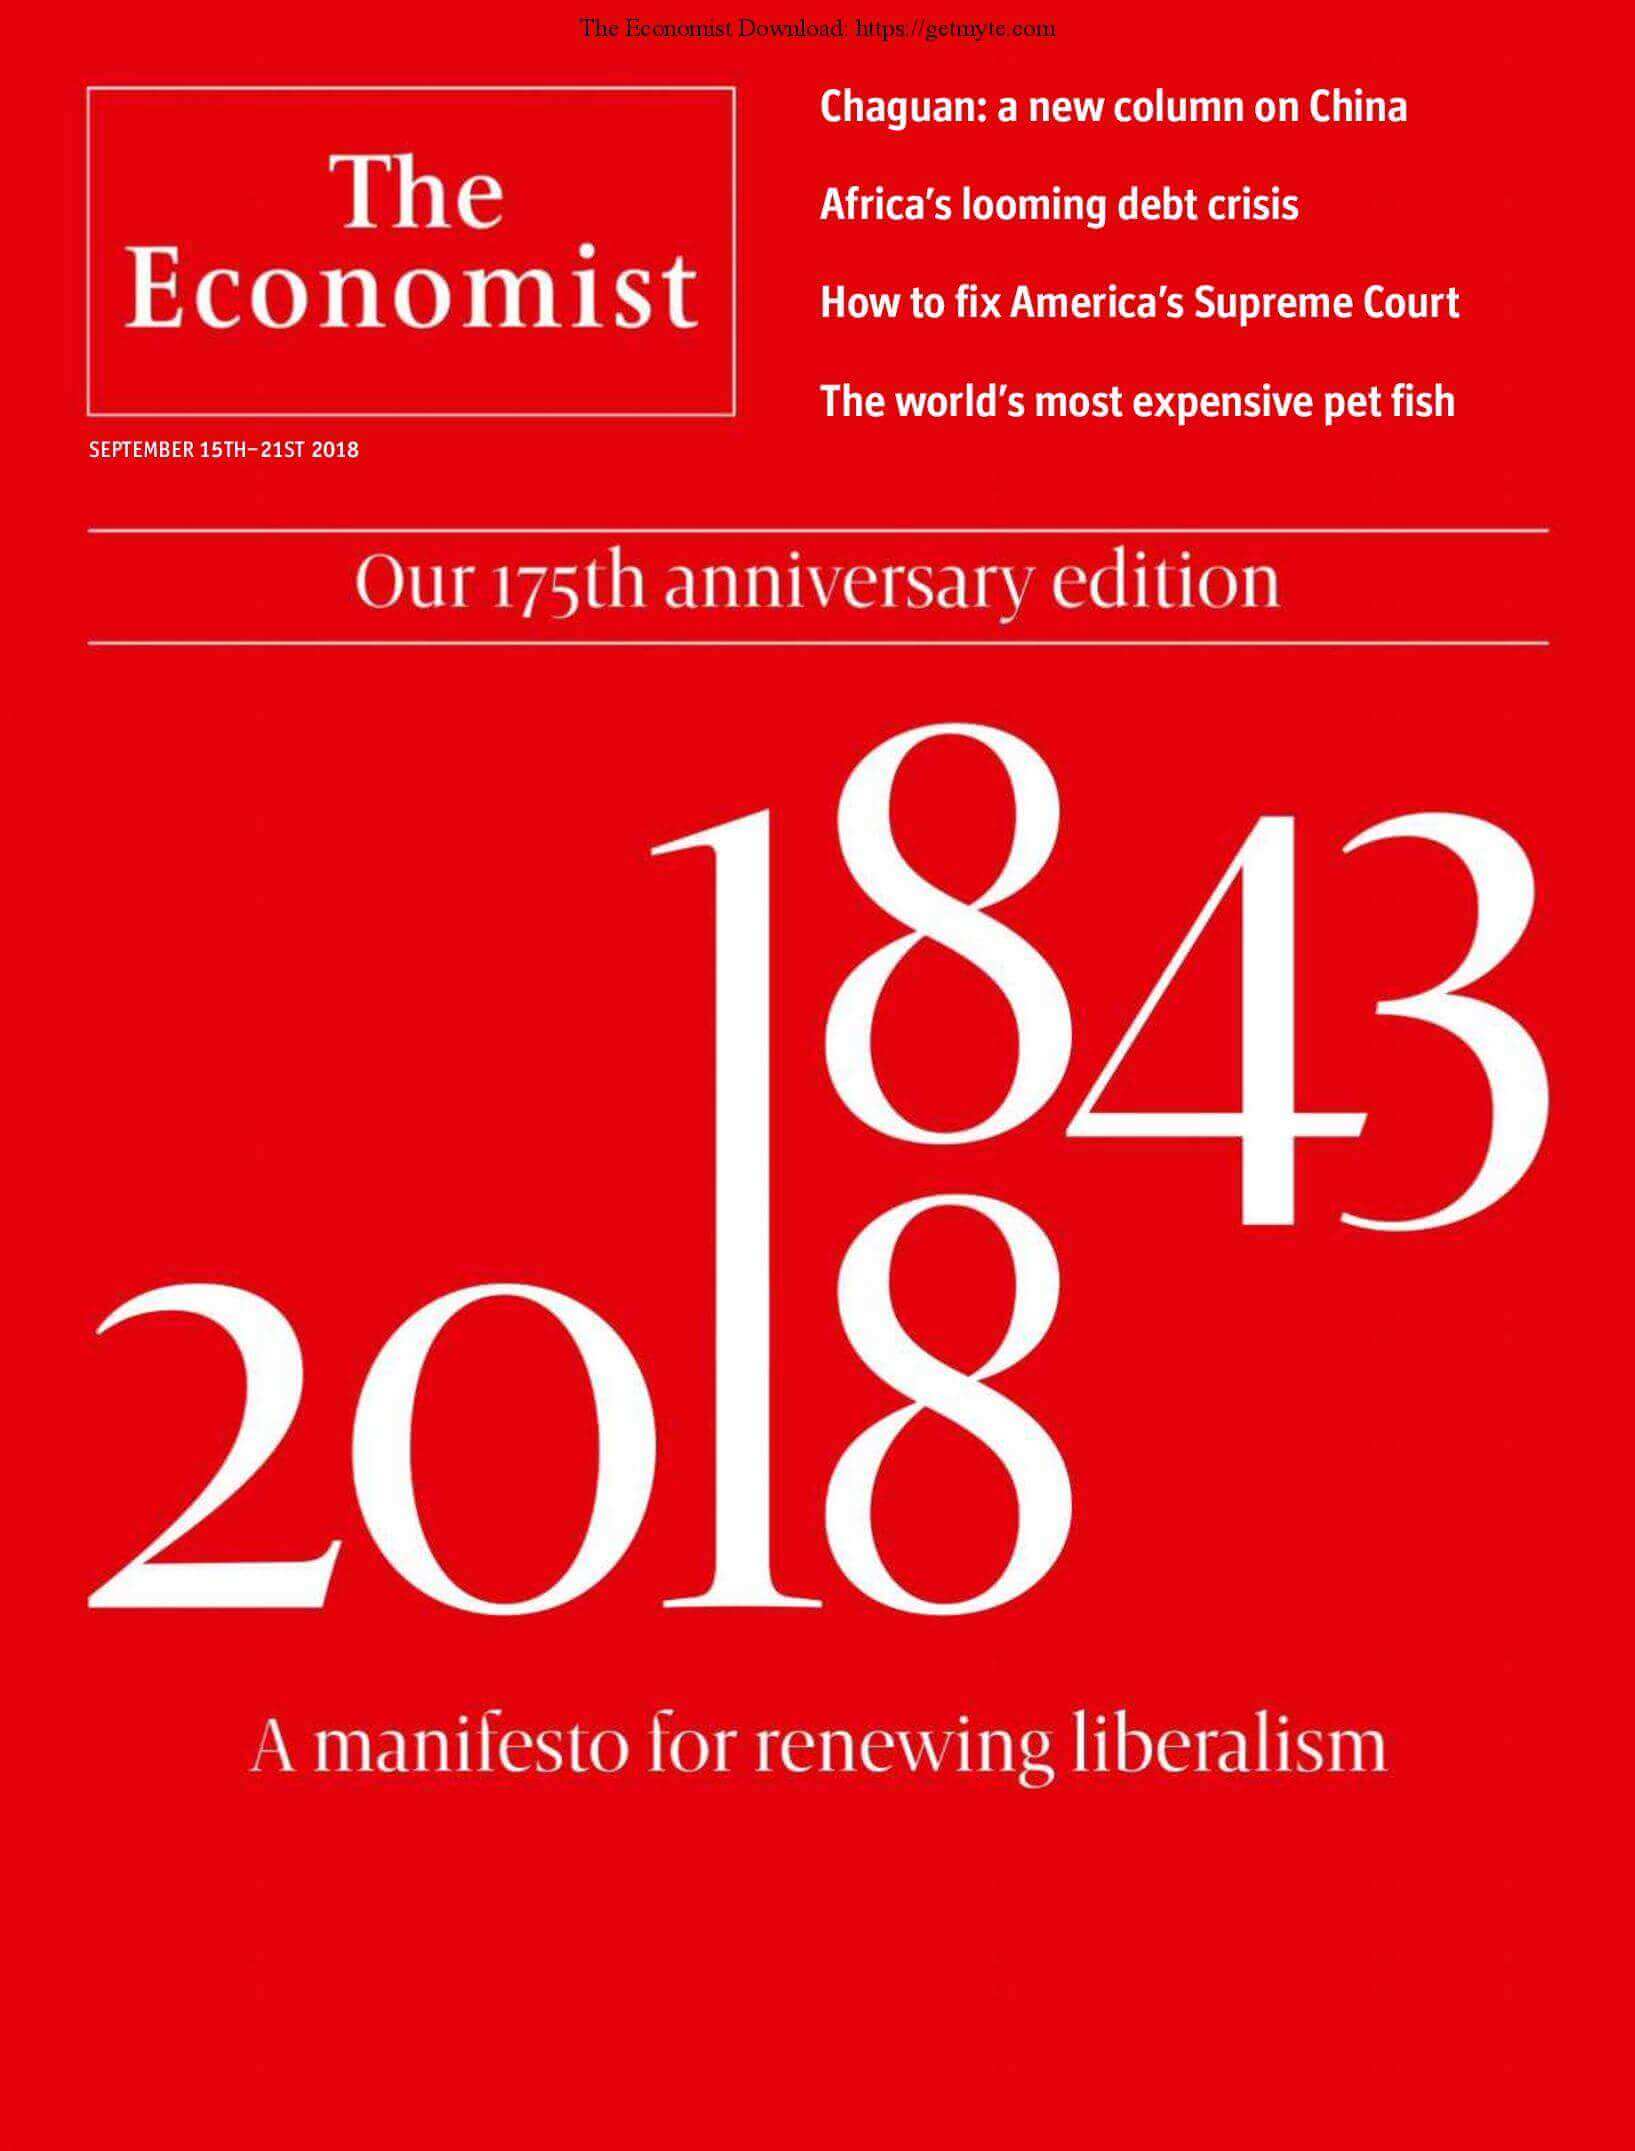 The Economist Download: https://getmyte.com
The
Economist
SEPTEMBER 15TH–21ST 2018
Chaguan: a new column on China
Africa's looming debt crisis
How to fix America's Supreme Court
The world's most expensive pet fish
Our 175th anniversary edition
1843
2018
A manifesto for renewing liberalism